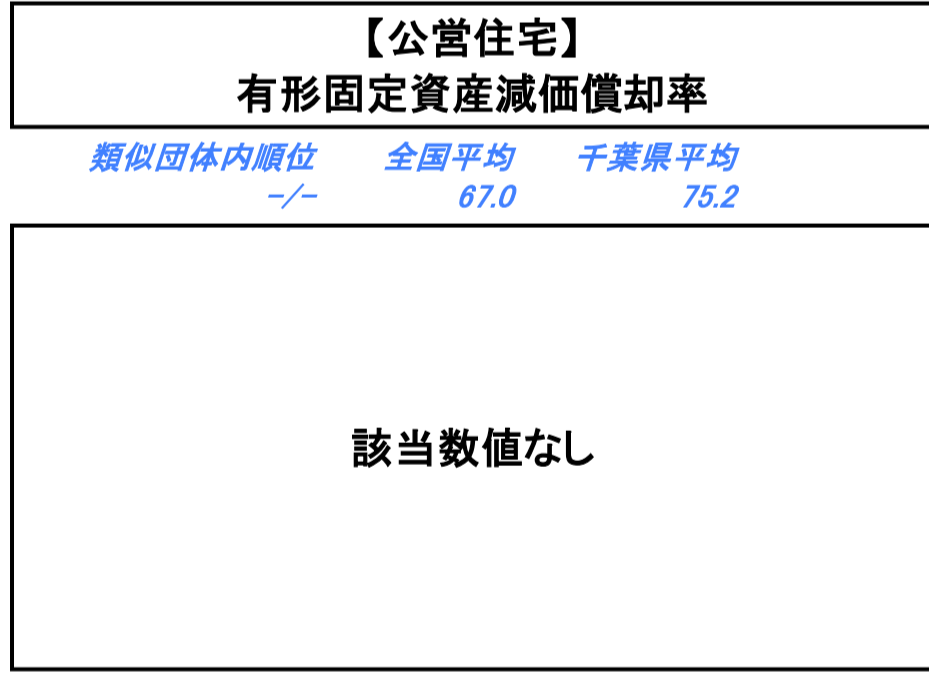 【公営住宅】
有形固定資産減価償却率
類似団体内順位 全国平均 千葉県平均
-/- 67.0 75.2
該当数値なし